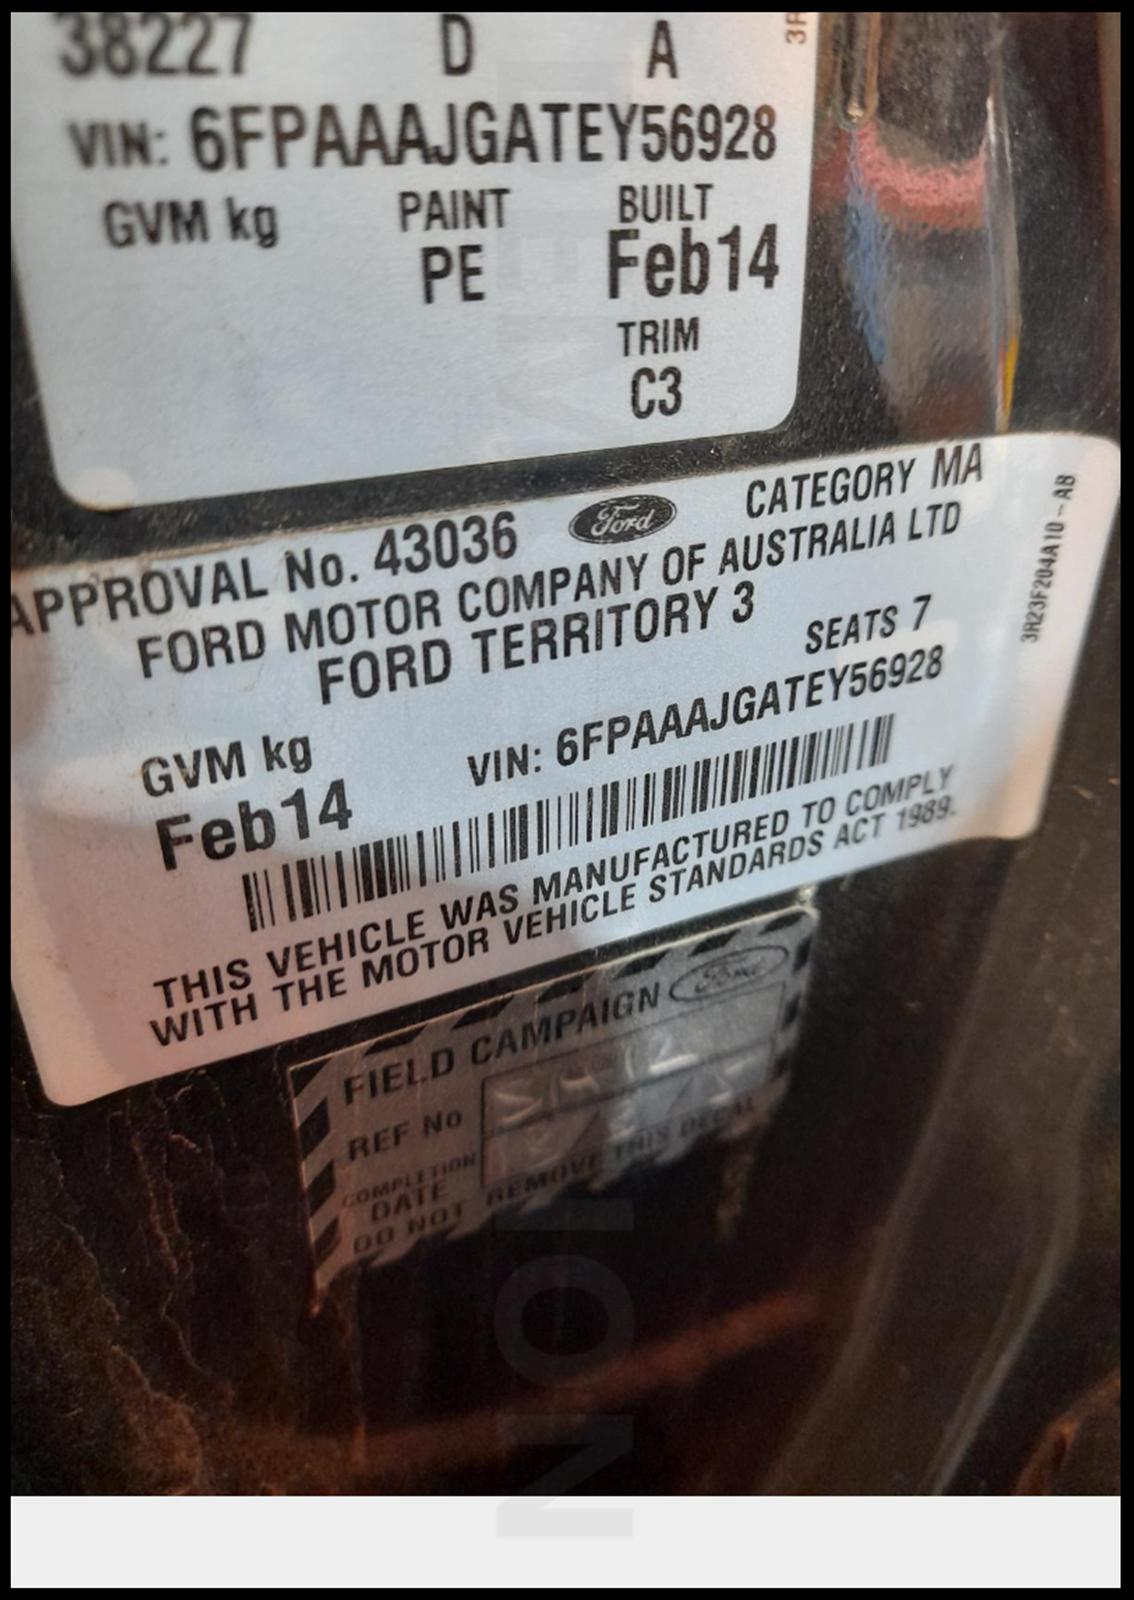 38227 D A
VIN: 6FPAAAJGATEY56928
GVM kg PAINT BUILT
PE Feb14
TRIM
C3
APPROVAL No. 43036 Ford CATEGORY MA
FORD MOTOR COMPANY OF AUSTRALIA LTD
FORD TERRITORY 3
SEATS 7
GVM kg VIN: 6FPAAAJGATEY56928
Feb14
THIS VEHICLE WAS MANUFACTURED TO COMPLY
WITH THE MOTOR VEHICLE STANDARDS ACT 1989.
3R23F204A10-AB
FIELD CAMPAIGN Ford
REF No
COMPLETION
DATE
DO NOT REMOVE THIS DECAL